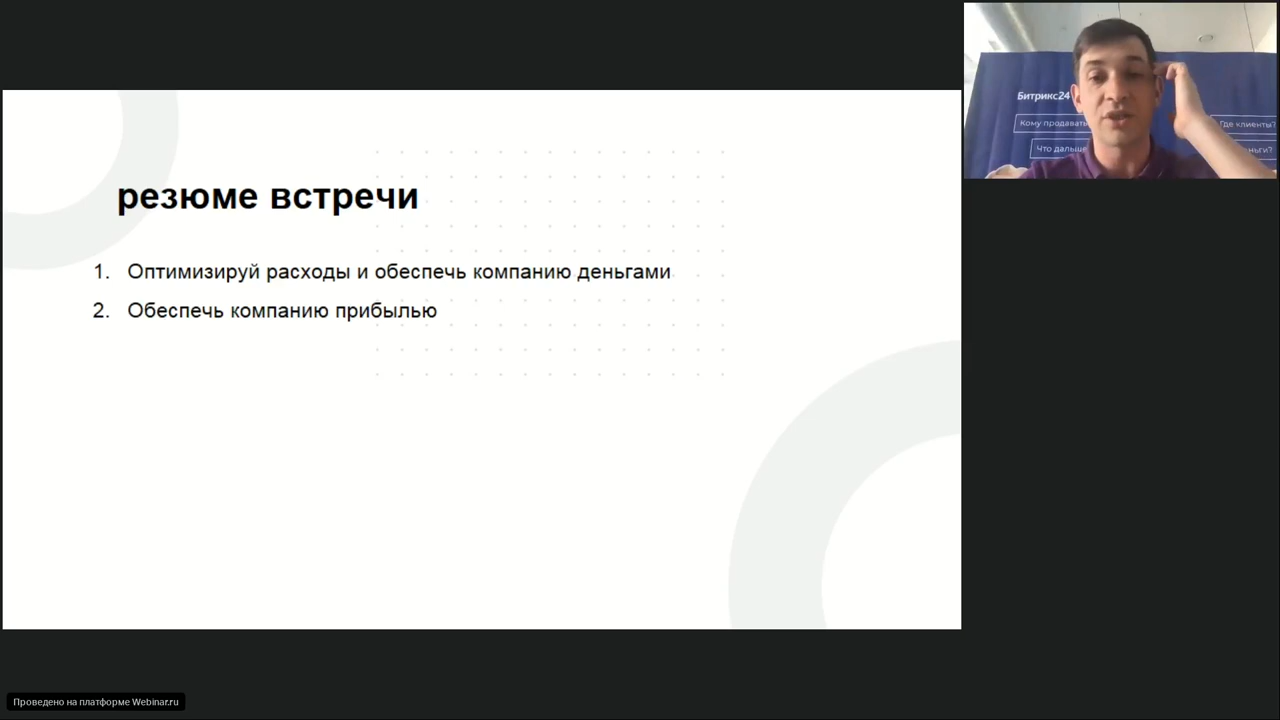 резюме встречи
1. Оптимизируй расходы и обеспечь компанию деньгами
2. Обеспечь компанию прибылью
Битрикс24
Кому продавать
Где клиенты?
Что дальше
ньги?
Проведено на платформе Webinar.ru